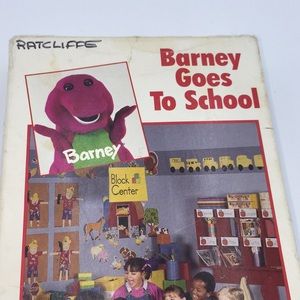 RATCLIFFE
Barney
Goes
To School
Barney
Block
Center